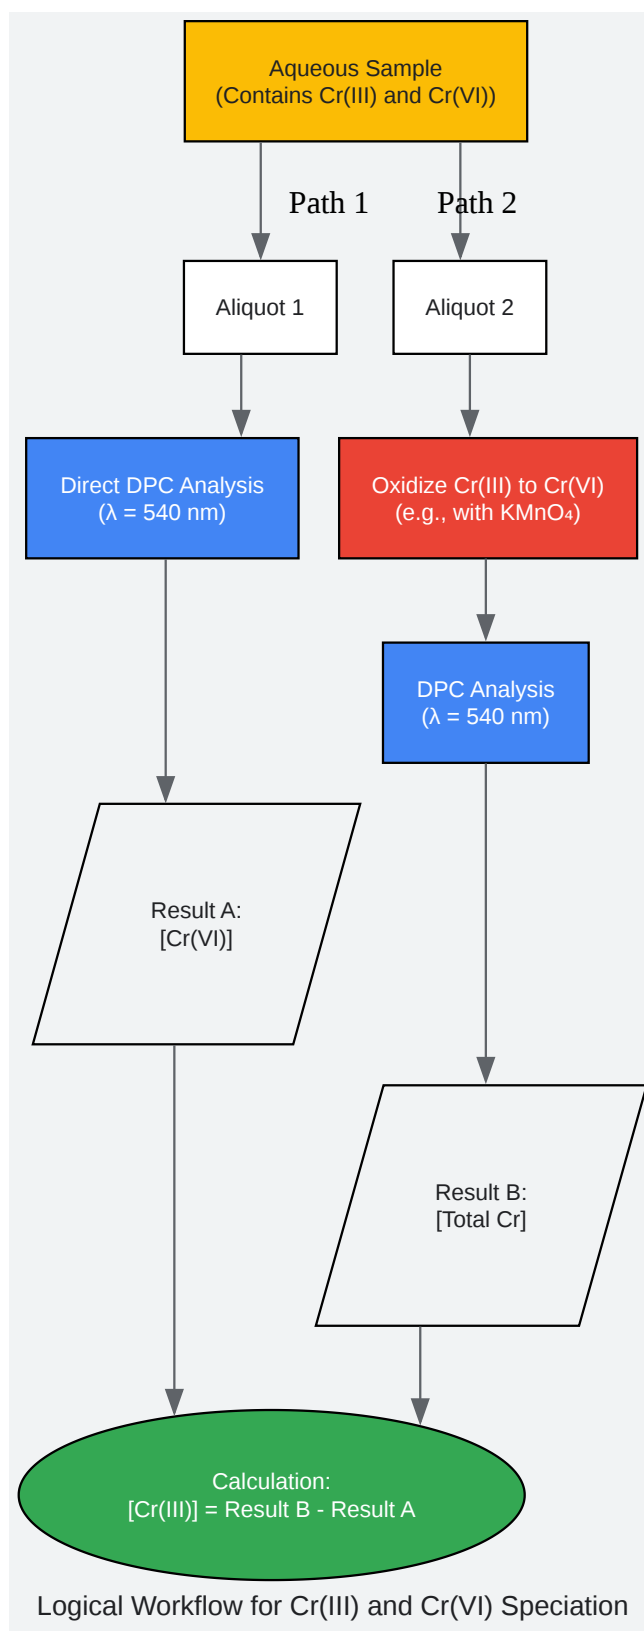 Aqueous Sample
(Contains Cr(III) and Cr(VI))
Path 1
Path 2
Aliquot 1
Aliquot 2
Direct DPC Analysis
(λ = 540 nm)
Oxidize Cr(III) to Cr(VI)
(e.g., with KMnO₄)
DPC Analysis
(λ = 540 nm)
Result A:
[Cr(VI)]
Result B:
[Total Cr]
Calculation:
[Cr(III)] = Result B - Result A
Logical Workflow for Cr(III) and Cr(VI) Speciation